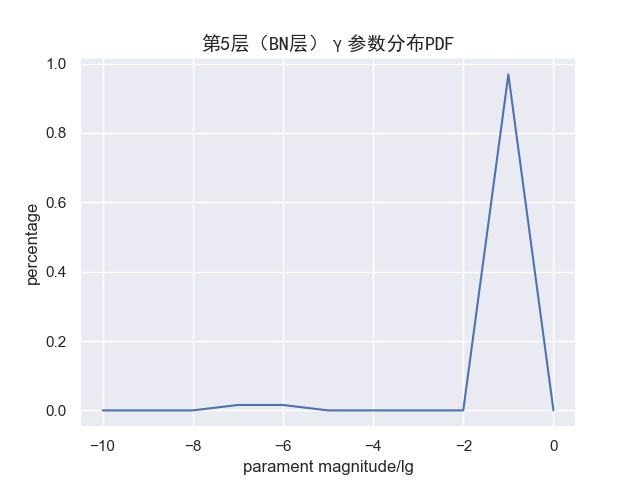 第5层（BN层）γ参数分布PDF
1.0
0.8
0.6
0.4
0.2
0.0
percentage
−10 −8 −6 −4 −2 0
parament magnitude/lg